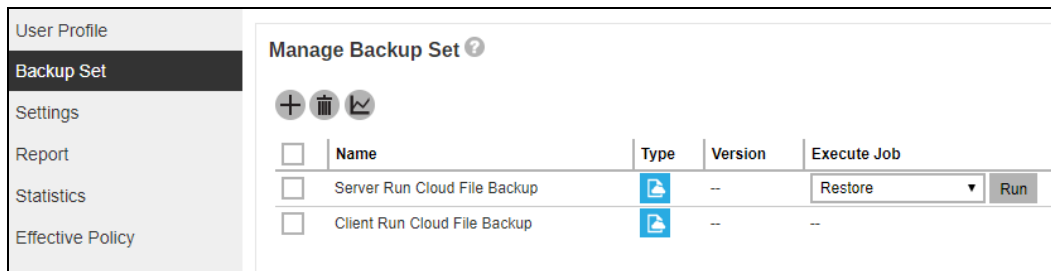 User Profile
Backup Set
Settings
Report
Statistics
Effective Policy
Manage Backup Set ?
Name Type Version Execute Job
Server Run Cloud File Backup -- Restore Run
Client Run Cloud File Backup -- --